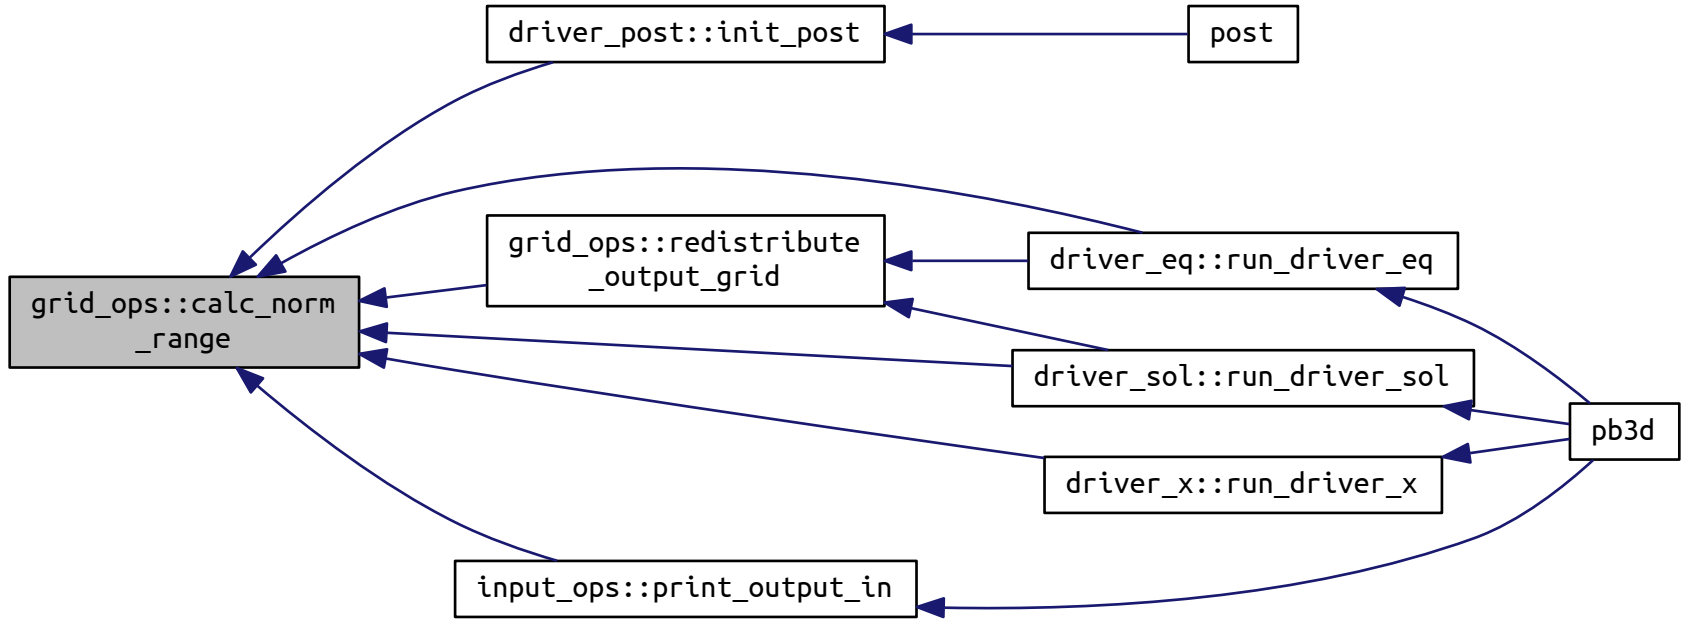 driver_post::init_post
post
grid_ops::redistribute
_output_grid
driver_eq::run_driver_eq
grid_ops::calc_norm
_range
driver_sol::run_driver_sol
pb3d
driver_x::run_driver_x
input_ops::print_output_in